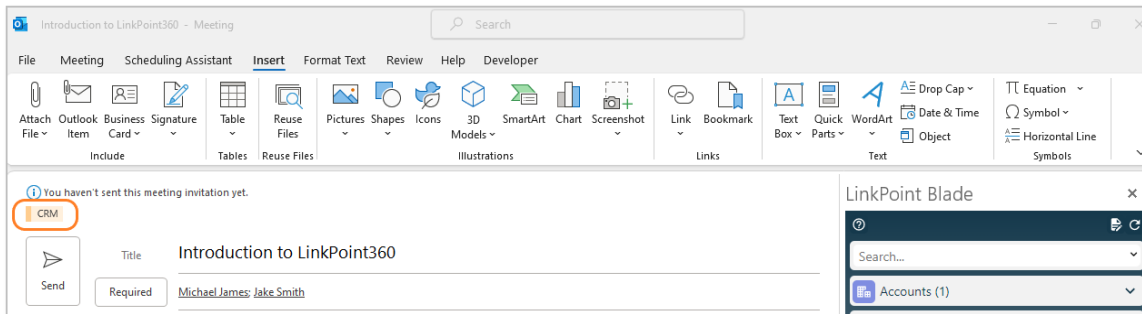 Introduction to LinkPoint360 - Meeting
Search
File Meeting Scheduling Assistant Insert Format Text Review Help Developer
Attach File Outlook Item Business Card Signature Table Reuse Files Pictures Shapes Icons 3D Models SmartArt Chart Screenshot Link Bookmark Text Box Quick Parts WordArt
Drop Cap
Date & Time
Object
Equation
Symbol
Horizontal Line
Include Tables Reuse Files Illustrations Links Text Symbols
You haven't sent this meeting invitation yet.
CRM
Send
Title Introduction to LinkPoint360
Required Michael James; Jake Smith
LinkPoint Blade
Search...
Accounts (1)